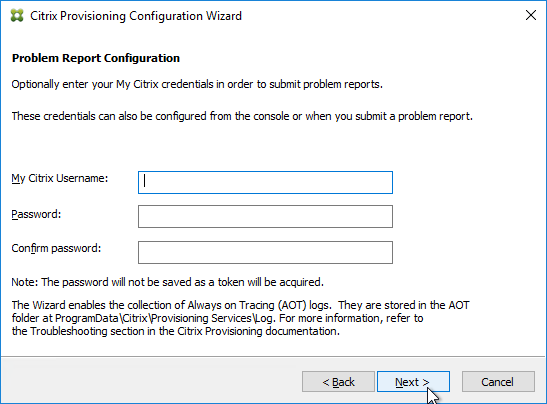 Citrix Provisioning Configuration Wizard
Problem Report Configuration
Optionally enter your My Citrix credentials in order to submit problem reports.
These credentials can also be configured from the console or when you submit a problem report.
My Citrix Username:
Password:
Confirm password:
Note: The password will not be saved as a token will be acquired.
The Wizard enables the collection of Always on Tracing (AOT) logs. They are stored in the AOT
folder at ProgramData\Citrix\Provisioning Services\Log. For more information, refer to
the Troubleshooting section in the Citrix Provisioning documentation.
< Back Next > Cancel